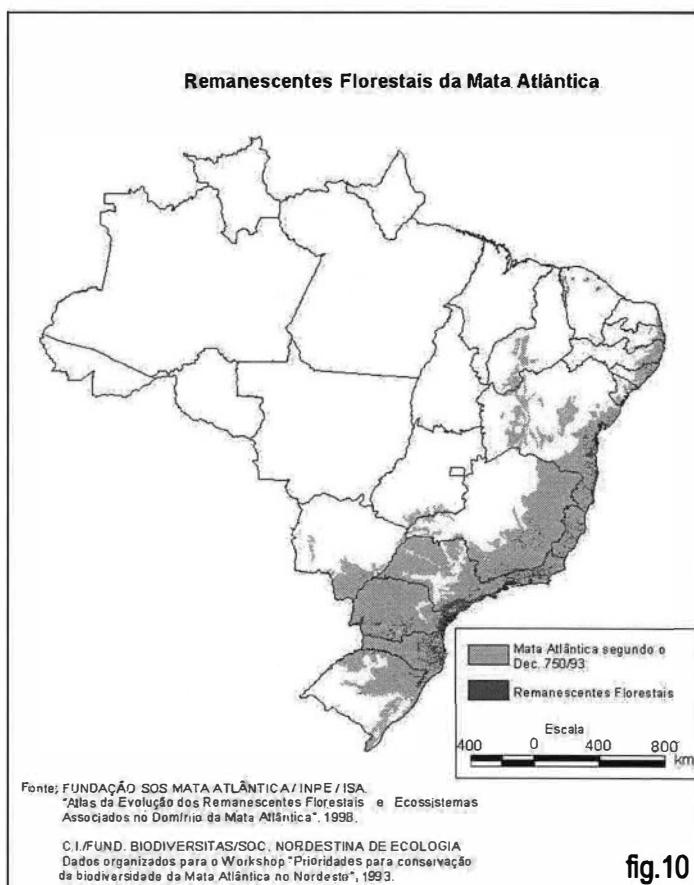 Remanescentes Florestais da Mata Atlântica
Mata Atlântica segundo o
Dec. 750/93
Remanescentes Florestais
Escala
400 0 400 800
km
Fonte: FUNDAÇÃO SOS MATA ATLÂNTICA / INPE / ISA.
"Atlas da Evolução dos Remanescentes Florestais e Ecossistemas
Associados no Domínio da Mata Atlântica". 1998.
C.I./FUND. BIODIVERSITAS/SOC. NORDESTINA DE ECOLOGIA
Dados organizados para o Workshop "Prioridades para conservação
da biodiversidade da Mata Atlântica no Nordeste", 1993.
fig.10